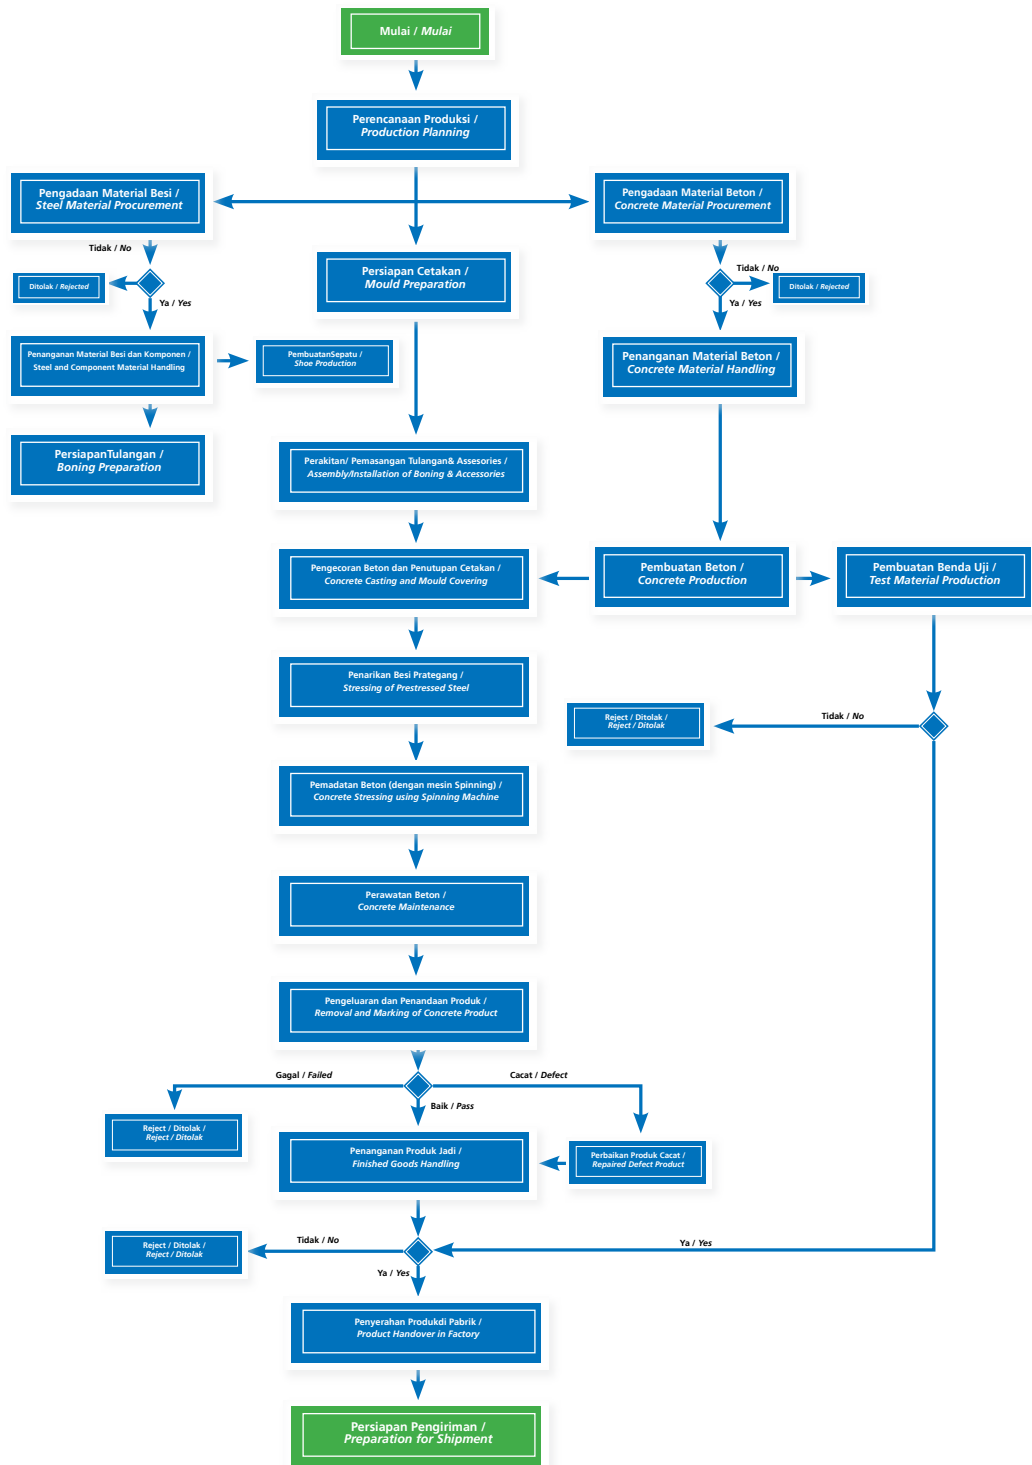 Mulai / Mulai
Perencanaan Produksi /
Production Planning
Pengadaan Material Besi /
Steel Material Procurement
Pengadaan Material Beton /
Concrete Material Procurement
Tidak / No
Ditolak / Rejected
Ya / Yes
Persiapan Cetakan /
Mould Preparation
Tidak / No
Ditolak / Rejected
Ya / Yes
Penanganan Material Besi dan Komponen /
Steel and Component Material Handling
PembuatanSepatu /
Shoe Production
Penanganan Material Beton /
Concrete Material Handling
PersiapanTulangan /
Boning Preparation
Perakitan/ Pemasangan Tulangan& Assesories /
Assembly/Installation of Boning & Accessories
Pengecoran Beton dan Penutupan Cetakan /
Concrete Casting and Mould Covering
Pembuatan Beton /
Concrete Production
Pembuatan Benda Uji /
Test Material Production
Penarikan Besi Prategang /
Stressing of Prestressed Steel
Reject / Ditolak /
Reject / Ditolak
Tidak / No
Pemadatan Beton (dengan mesin Spinning) /
Concrete Stressing using Spinning Machine
Perawatan Beton /
Concrete Maintenance
Pengeluaran dan Penandaan Produk /
Removal and Marking of Concrete Product
Gagal / Failed
Cacat / Defect
Baik / Pass
Reject / Ditolak /
Reject / Ditolak
Penanganan Produk Jadi /
Finished Goods Handling
Perbaikan Produk Cacat /
Repaired Defect Product
Reject / Ditolak /
Reject / Ditolak
Tidak / No
Ya / Yes
Ya / Yes
Penyerahan Produkdi Pabrik /
Product Handover in Factory
Persiapan Pengiriman /
Preparation for Shipment